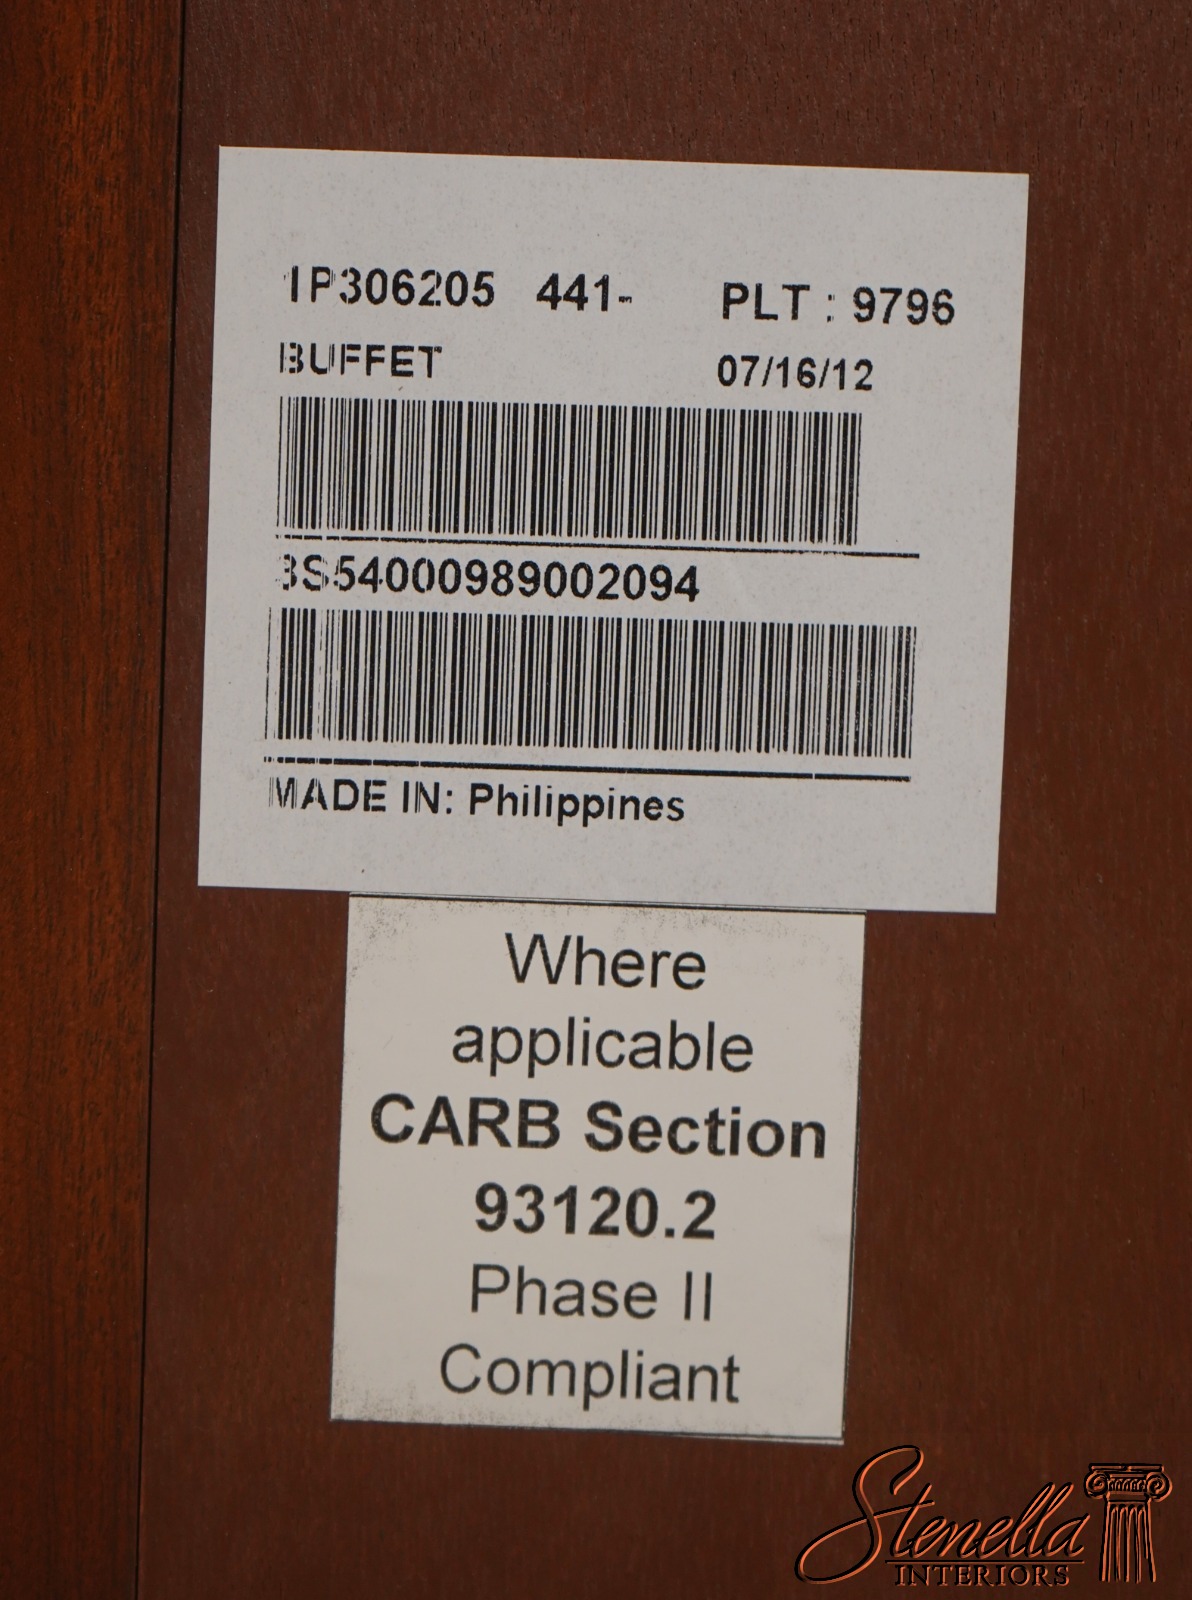 1P306205 441- PLT : 9796
BUFFET 07/16/12
3S54000989002094
MADE IN: Philippines
Where
applicable
CARB Section
93120.2
Phase II
Compliant
Stenella
INTERIORS